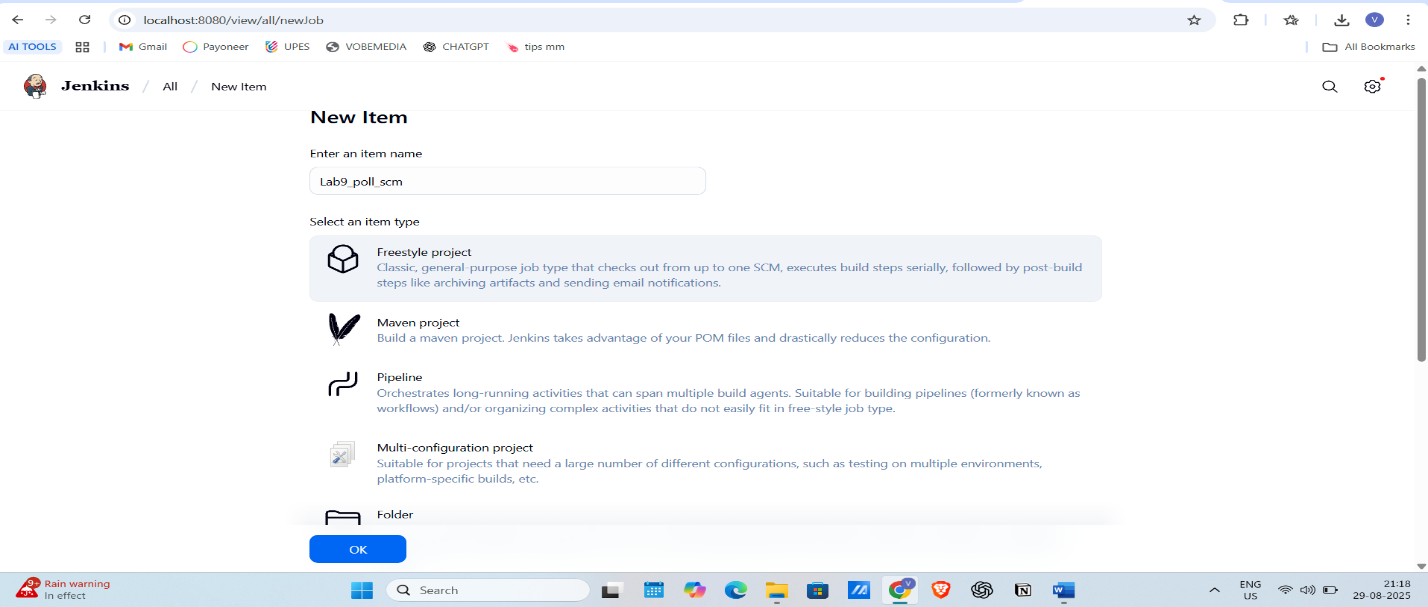 localhost:8080/view/all/newJob
V
AI TOOLS
Gmail
Payoneer
UPES
VOBEMEDIA
CHATGPT
tips mm
All Bookmarks
Jenkins / All / New Item
New Item
Enter an item name
Lab9_poll_scm
Select an item type
Freestyle project
Classic, general-purpose job type that checks out from up to one SCM, executes build steps serially, followed by post-build
steps like archiving artifacts and sending email notifications.
Maven project
Build a maven project. Jenkins takes advantage of your POM files and drastically reduces the configuration.
Pipeline
Orchestrates long-running activities that can span multiple build agents. Suitable for building pipelines (formerly known as
workflows) and/or organizing complex activities that do not easily fit in free-style job type.
Multi-configuration project
Suitable for projects that need a large number of different configurations, such as testing on multiple environments,
platform-specific builds, etc.
Folder
OK
9+
Rain warning
In effect
Search
V
W
ENG
US
21:18
29-08-2025